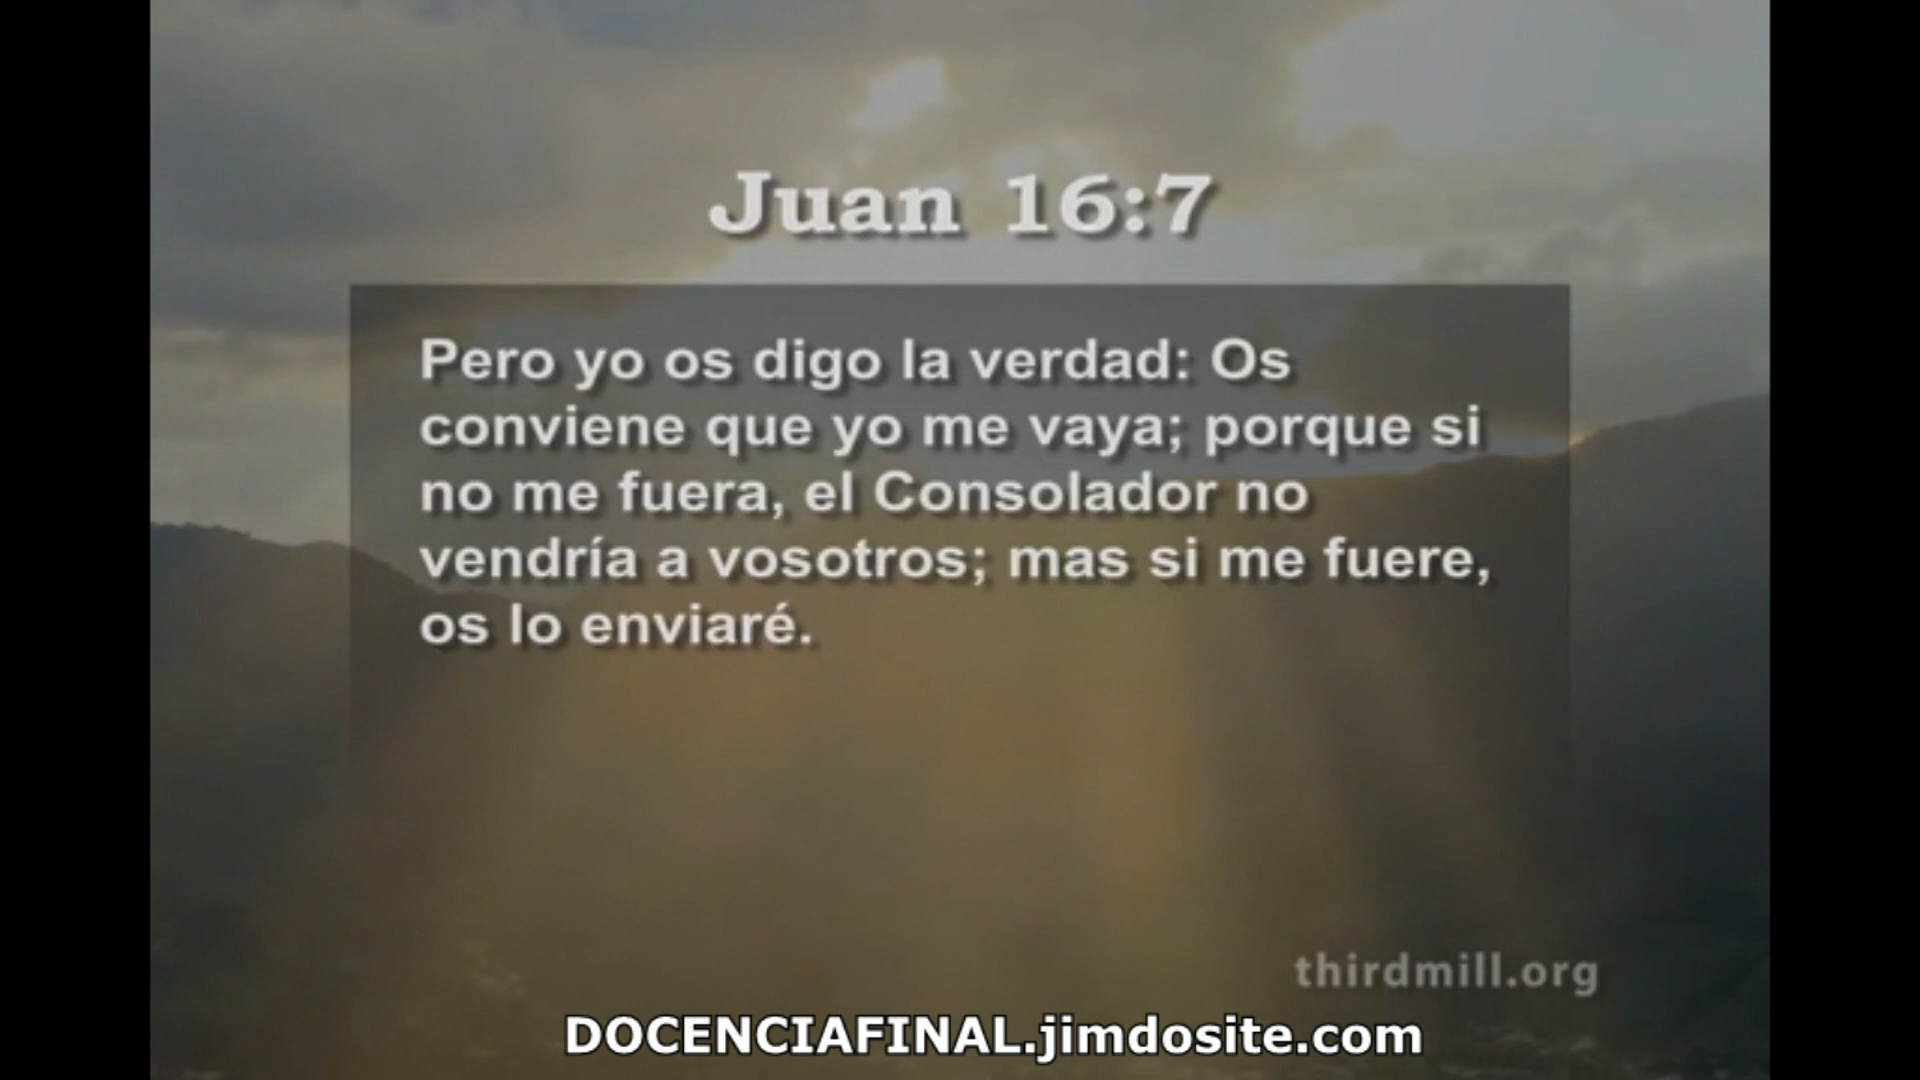 Juan 16:7
Pero yo os digo la verdad: Os
conviene que yo me vaya; porque si
no me fuera, el Consolador no
vendría a vosotros; mas si me fuere,
os lo enviaré.
thirdmill.org
DOCENCIAFINAL.jimdosite.com